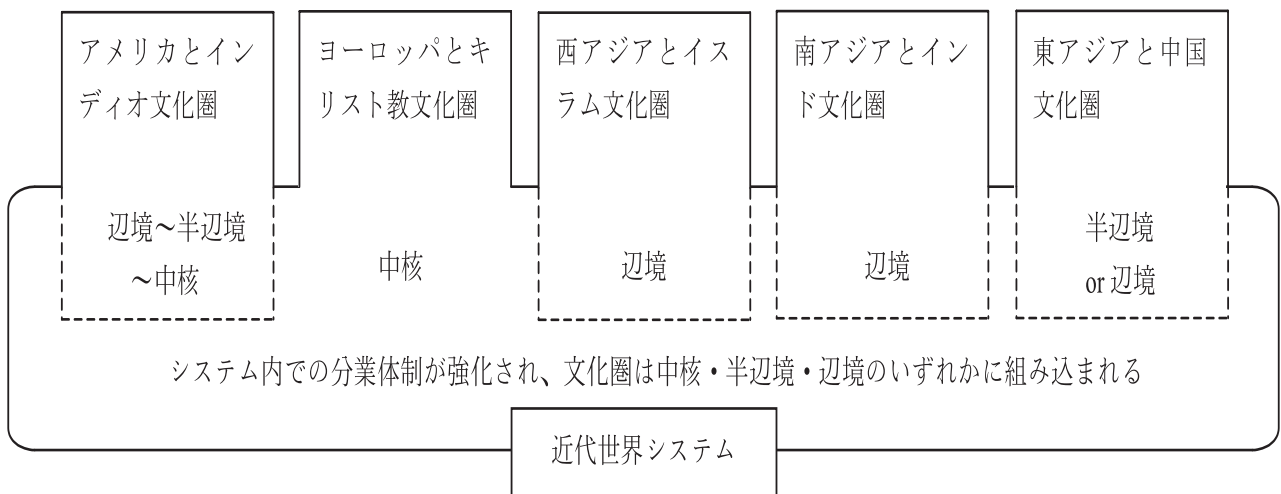 アメリカとイン
ディオ文化圏
ヨーロッパとキ
リスト教文化圏
西アジアとイス
ラム文化圏
南アジアとイン
ド文化圏
東アジアと中国
文化圏
辺境～半辺境
～中核
中核
辺境
辺境
半辺境
or 辺境
システム内での分業体制が強化され、文化圏は中核・半辺境・辺境のいずれかに組み込まれる
近代世界システム